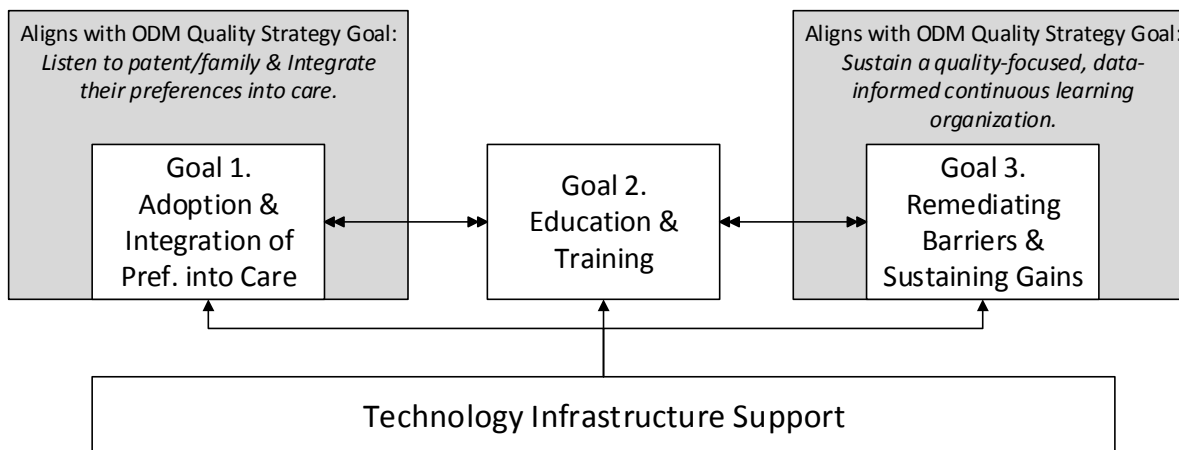 Aligns with ODM Quality Strategy Goal:
Listen to patent/family & Integrate
their preferences into care.
Goal 1.
Adoption &
Integration of
Pref. into Care
Goal 2.
Education &
Training
Aligns with ODM Quality Strategy Goal:
Sustain a quality-focused, data-
informed continuous learning
organization.
Goal 3.
Remediating
Barriers &
Sustaining Gains
Technology Infrastructure Support